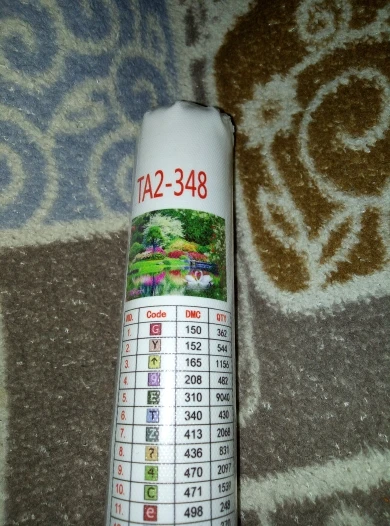 TA2-348
NO. Code DMC QTY
1. G 150 362
2. Y 152 544
3. ↑ 165 1156
4. 9 208 482
5. E 310 9040
6. T 340 430
7. Z 413 2068
8. ? 436 831
9. 4 470 2097
10. C 471 1539
11. e 498 248